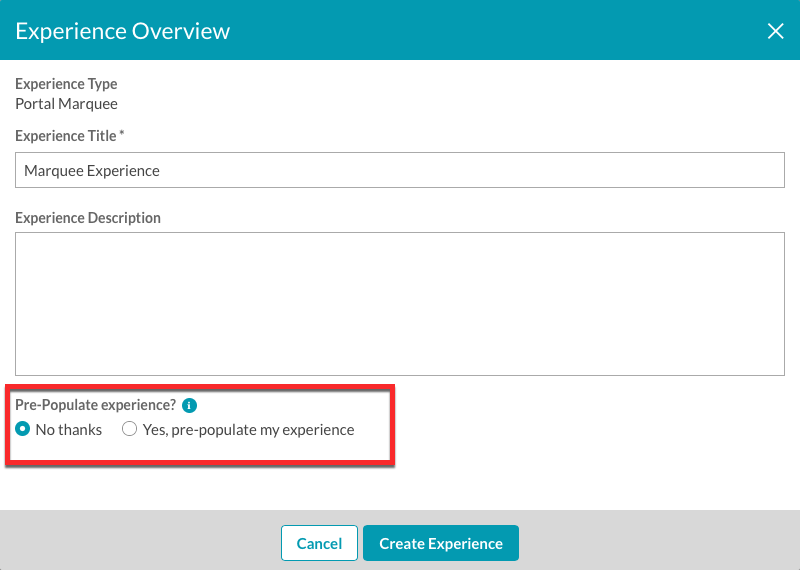 Experience Overview
Experience Type
Portal Marquee
Experience Title *
Marquee Experience
Experience Description
Pre-Populate experience? i
No thanks Yes, pre-populate my experience
Cancel Create Experience